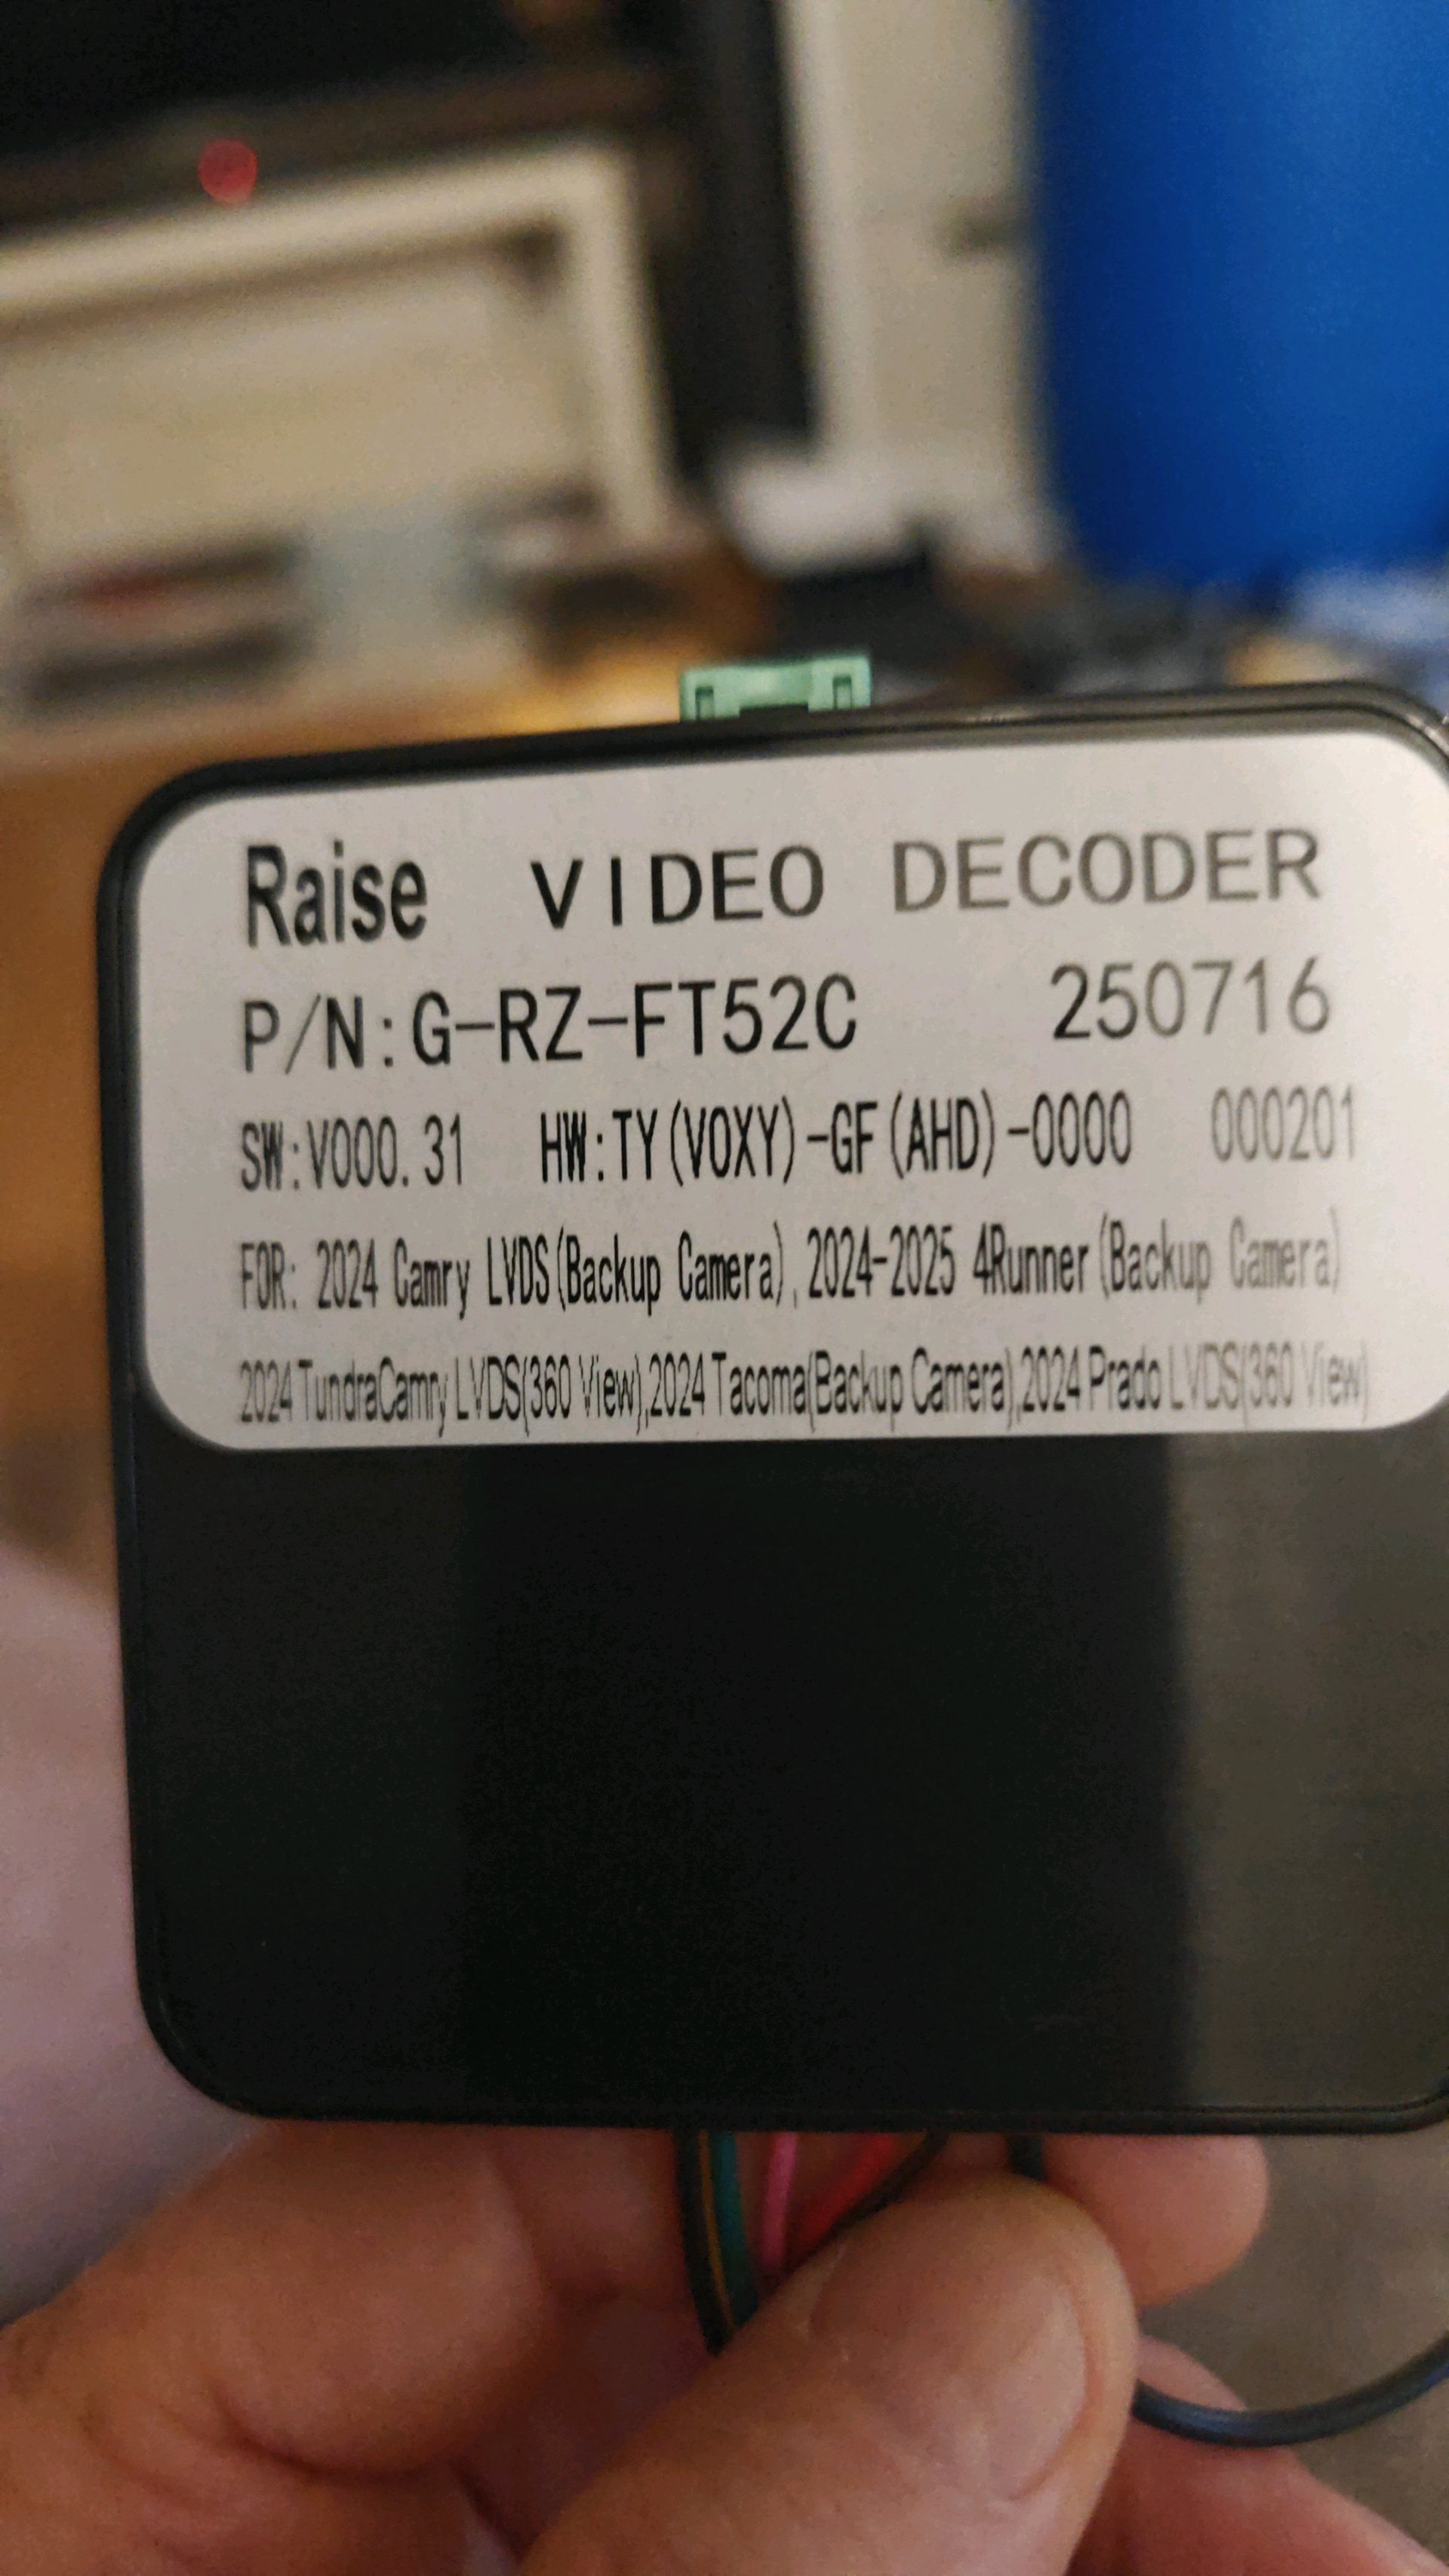 Raise VIDEO DECODER
P/N:G-RZ-FT52C 250716
SW:V000.31 HW:TY(VOXY)-GF(AHD)-0000 000201
FOR: 2024 Camry LVDS(Backup Camera), 2024-2025 4Runner(Backup Camera)
2024 TundraCamry LVDS(360 View),2024 Tacoma(Backup Camera),2024 Prado LVDS(360 View)